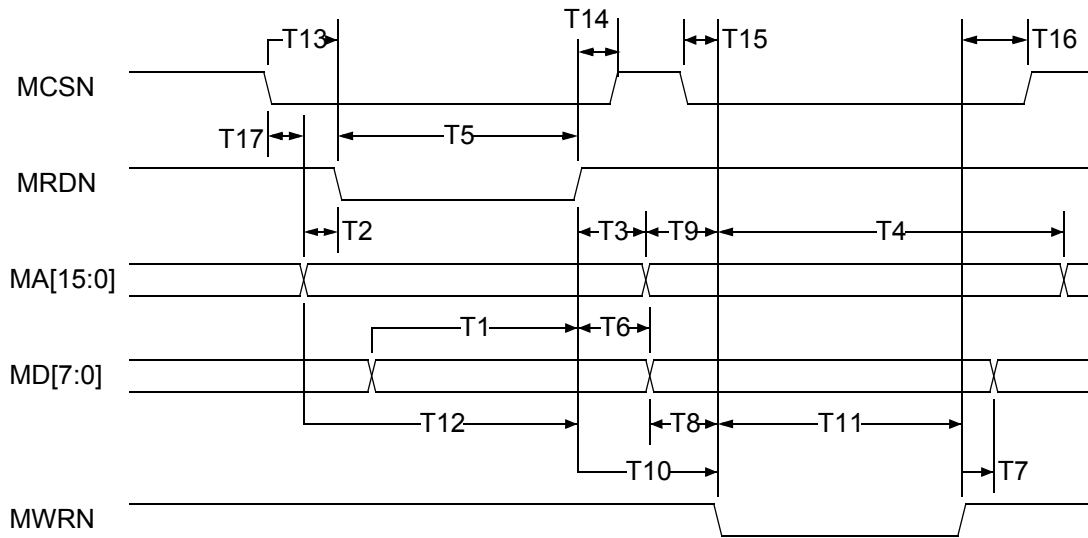 T14
T13
T15
T16
MCSN
T17
T5
MRDN
T2
T3
T9
T4
MA[15:0]
T1
T6
MD[7:0]
T12
T8
T11
T10
T7
MWRN